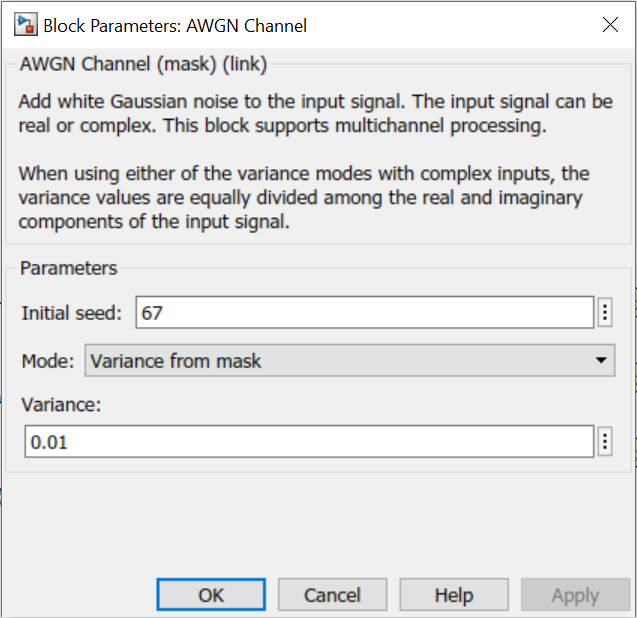 Block Parameters: AWGN Channel
AWGN Channel (mask) (link)
Add white Gaussian noise to the input signal. The input signal can be
real or complex. This block supports multichannel processing.
When using either of the variance modes with complex inputs, the
variance values are equally divided among the real and imaginary
components of the input signal.
Parameters
Initial seed: 67
Mode: Variance from mask
Variance:
0.01
OK Cancel Help Apply